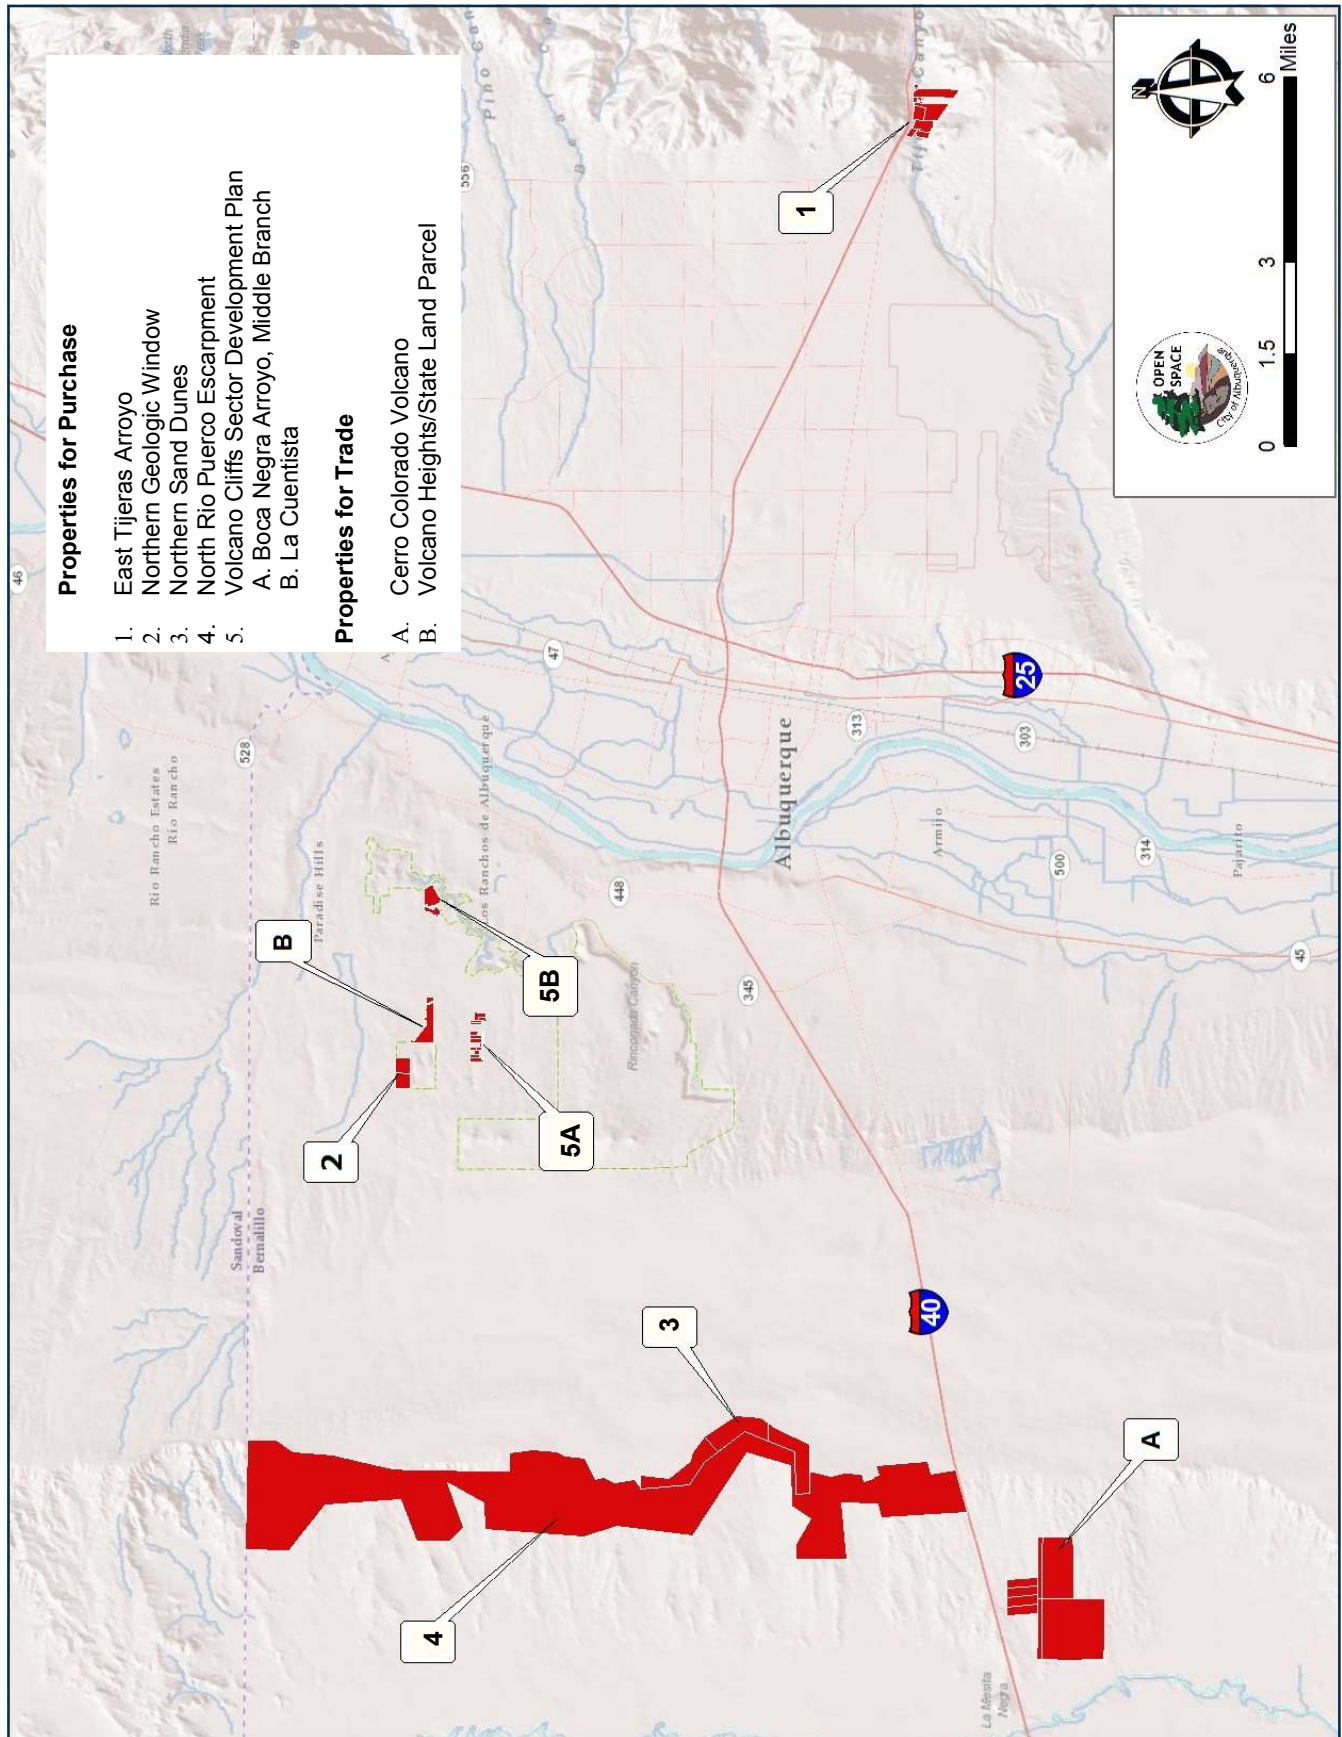 Properties for Purchase
1. East Tijeras Arroyo
2. Northern Geologic Window
3. Northern Sand Dunes
4. North Rio Puerco Escarpment
5. Volcano Cliffs Sector Development Plan
A. Boca Negra Arroyo, Middle Branch
B. La Cuentista
Properties for Trade
A. Cerro Colorado Volcano
B. Volcano Heights/State Land Parcel
46
528
556
Pino Can
Rio Rancho Estates
Rio Rancho
Paradise Hills
Sandoval
Bernalillo
47
Los Ranchos de Albuquerque
448
Rinconada Canyon
345
Albuquerque
313
303
25
Armijo
500
314
Pajarito
45
40
La Mesita
Negra
1
2
3
4
5A
5B
A
B
N
OPEN
SPACE
City of Albuquerque
0 1.5 3 6
Miles